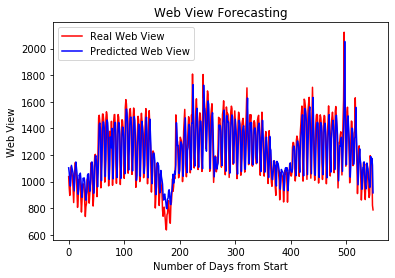 Web View Forecasting
Real Web View
Predicted Web View
2000
1800
1600
1400
1200
1000
800
600
Web View
0 100 200 300 400 500
Number of Days from Start